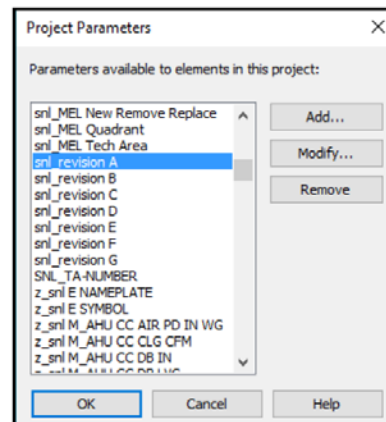 Project Parameters
Parameters available to elements in this project:
snl_MEL New Remove Replace
snl_MEL Quadrant
snl_MEL Tech Area
snl_revision A
snl_revision B
snl_revision C
snl_revision D
snl_revision E
snl_revision F
snl_revision G
SNL_TA-NUMBER
z_snl E NAMEPLATE
z_snl E SYMBOL
z_snl M_AHU CC AIR PD IN WG
z_snl M_AHU CC CLG CFM
z_snl M_AHU CC DB IN
Add...
Modify...
Remove
OK
Cancel
Help